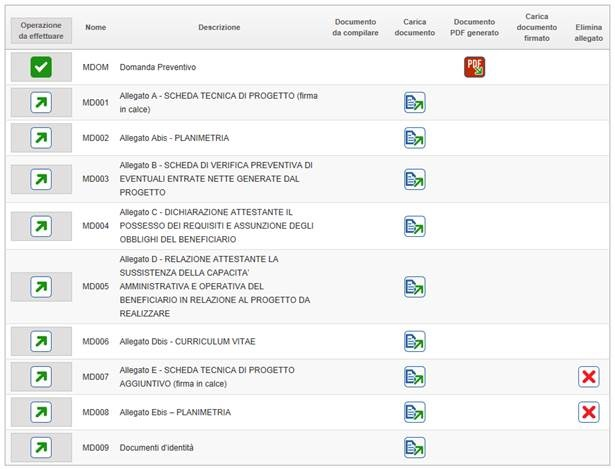 Operazione da effettuare Nome Descrizione Documento da compilare Carica documento Documento PDF generato Carica documento firmato Elimina allegato
MDOM Domanda Preventivo PDF
MD001 Allegato A - SCHEDA TECNICA DI PROGETTO (firma
in calce)
MD002 Allegato Abis - PLANIMETRIA
MD003 Allegato B - SCHEDA DI VERIFICA PREVENTIVA DI
EVENTUALI ENTRATE NETTE GENERATE DAL
PROGETTO
MD004 Allegato C - DICHIARAZIONE ATTESTANTE IL
POSSESSO DEI REQUISITI E ASSUNZIONE DEGLI
OBBLIGHI DEL BENEFICIARIO
MD005 Allegato D - RELAZIONE ATTESTANTE LA
SUSSISTENZA DELLA CAPACITA'
AMMINISTRATIVA E OPERATIVA DEL
BENEFICIARIO IN RELAZIONE AL PROGETTO DA
REALIZZARE
MD006 Allegato Dbis - CURRICULUM VITAE
MD007 Allegato E - SCHEDA TECNICA DI PROGETTO
AGGIUNTIVO (firma in calce)
MD008 Allegato Ebis – PLANIMETRIA
MD009 Documenti d'identità